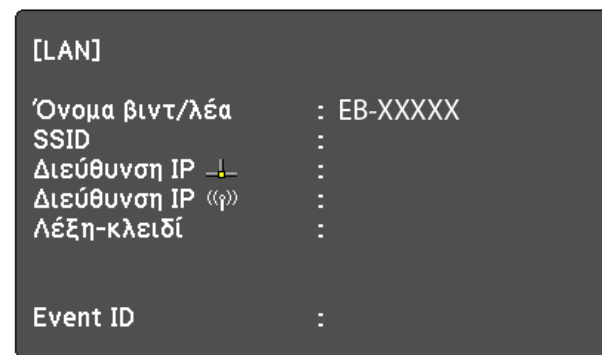 [LAN]
Όνομα βιντ/λέα : EB-XXXXX
SSID :
Διεύθυνση IP :
Διεύθυνση IP :
Λέξη-κλειδί :
Event ID :